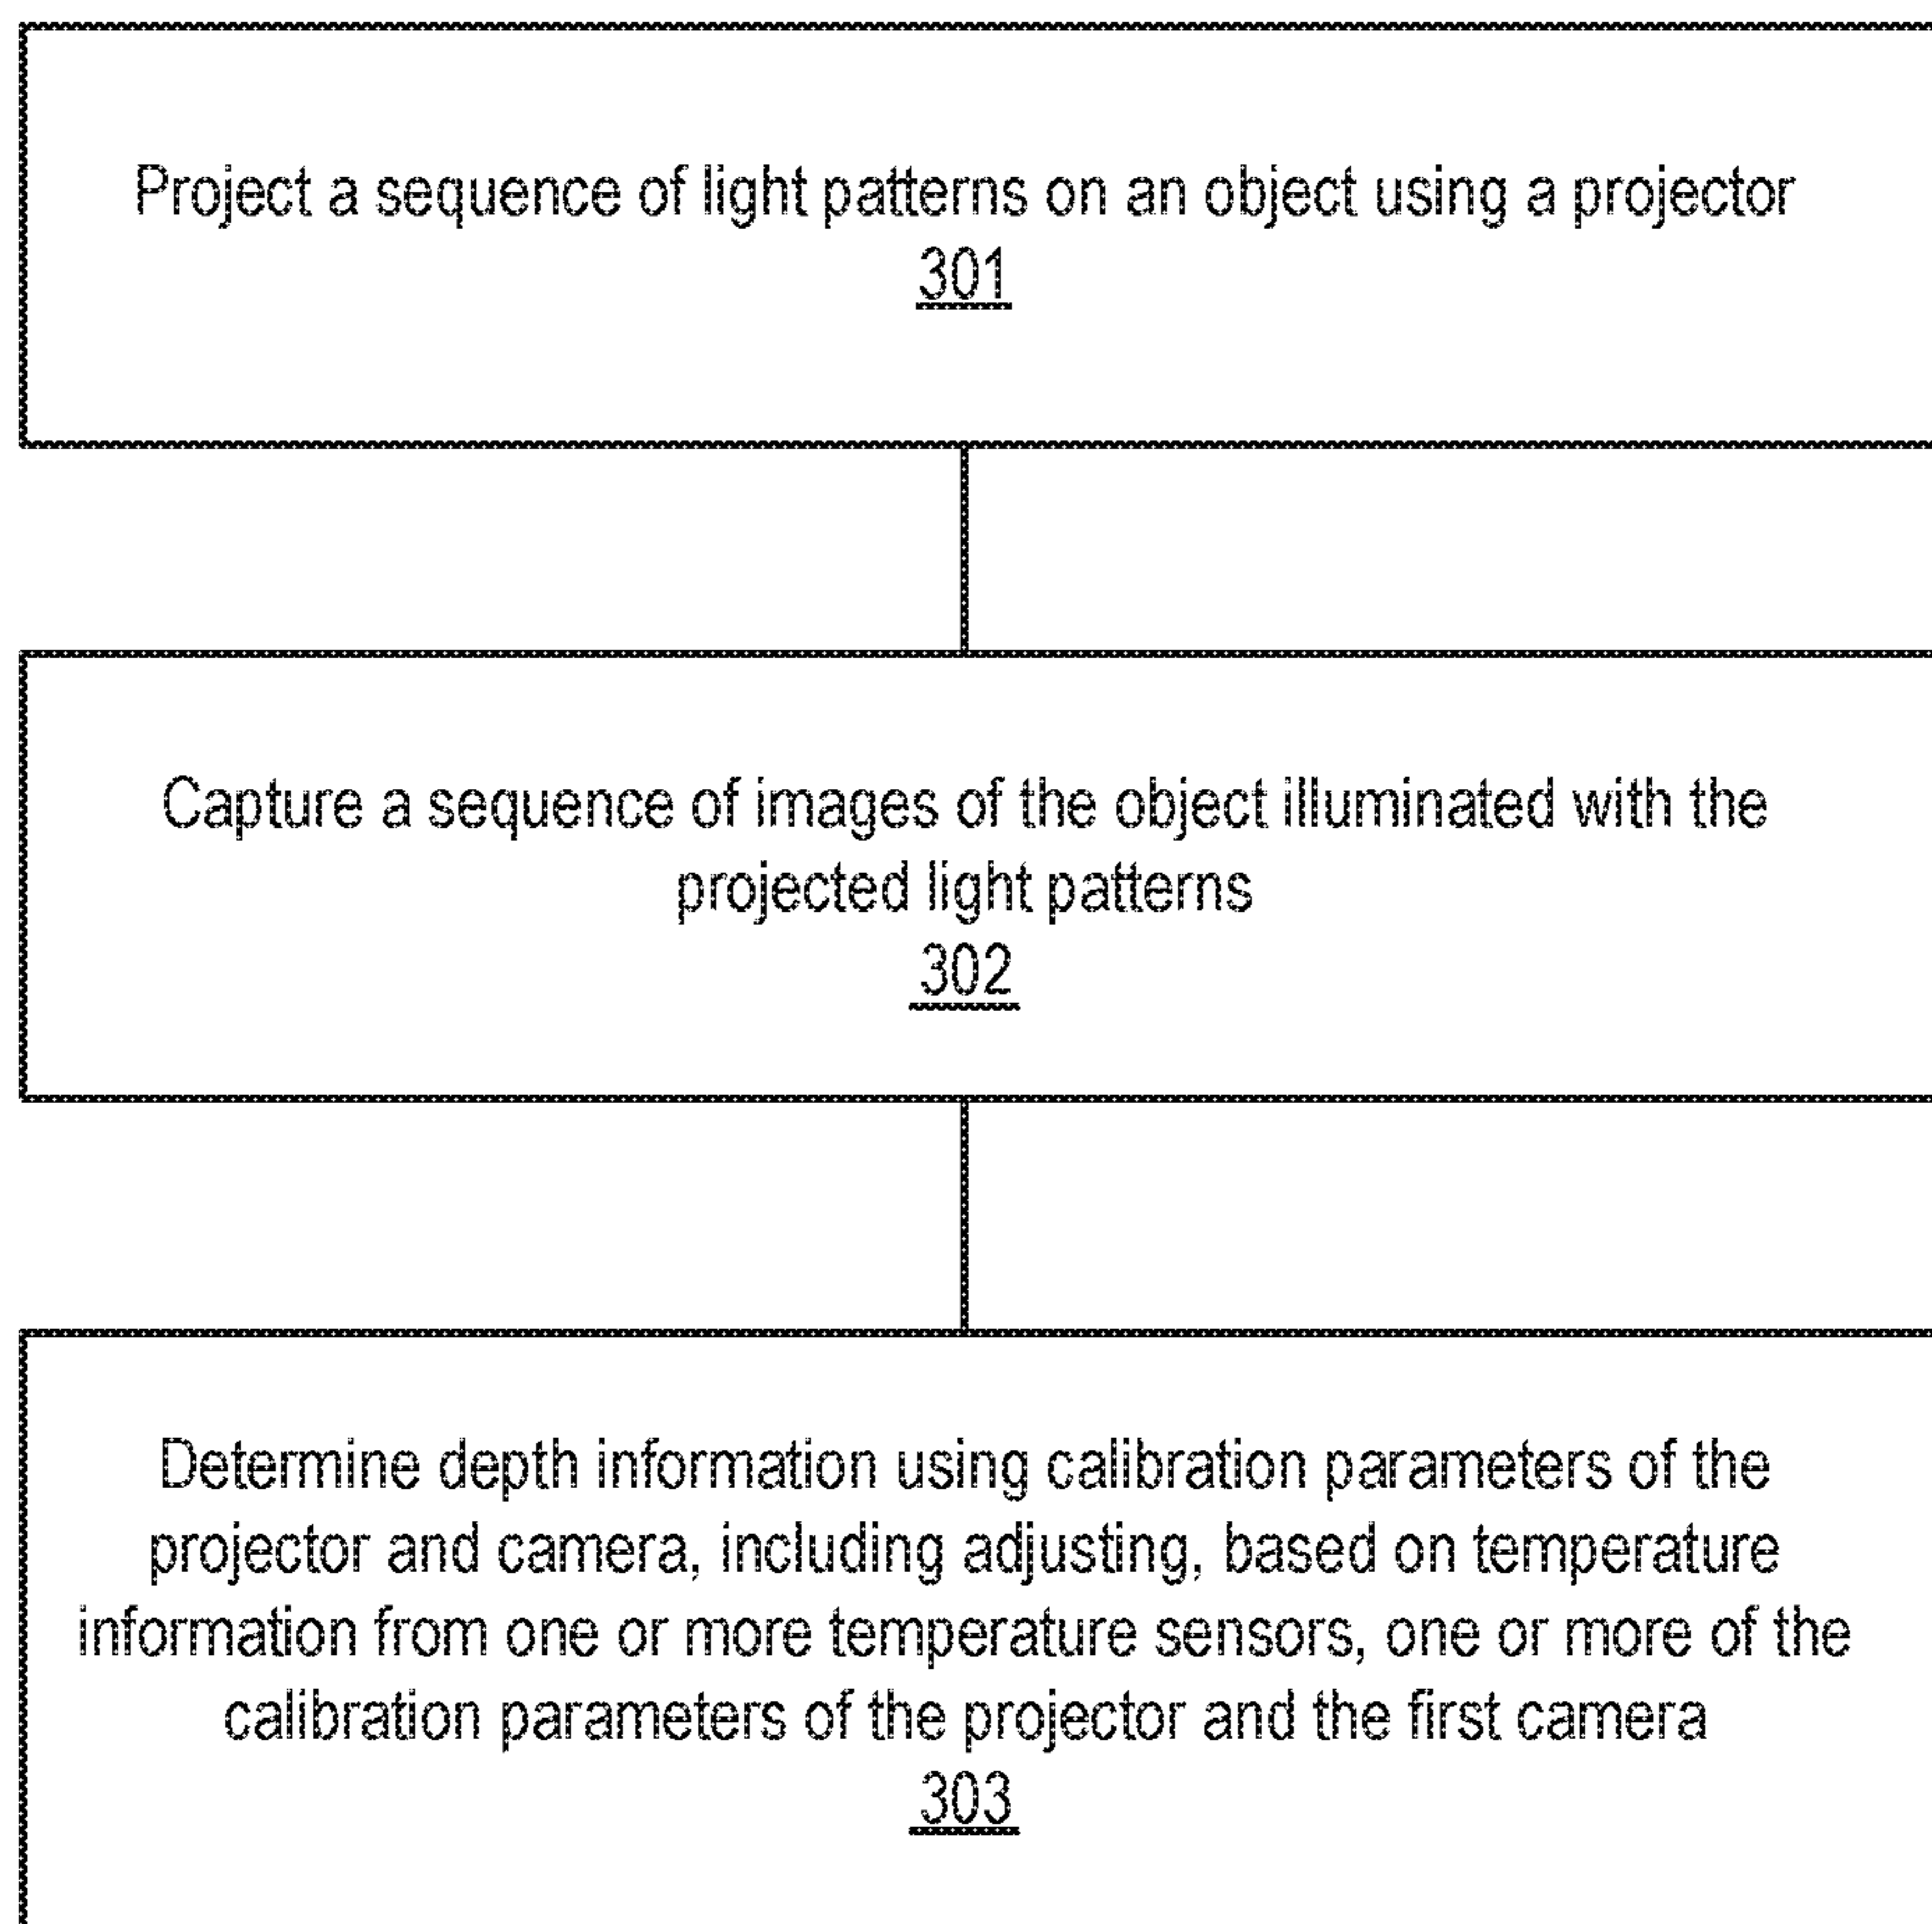 Project a sequence of light patterns on an object using a projector
301
Capture a sequence of images of the object illuminated with the
projected light patterns
302
Determine depth information using calibration parameters of the
projector and camera, including adjusting, based on temperature
information from one or more temperature sensors, one or more of the
calibration parameters of the projector and the first camera
303